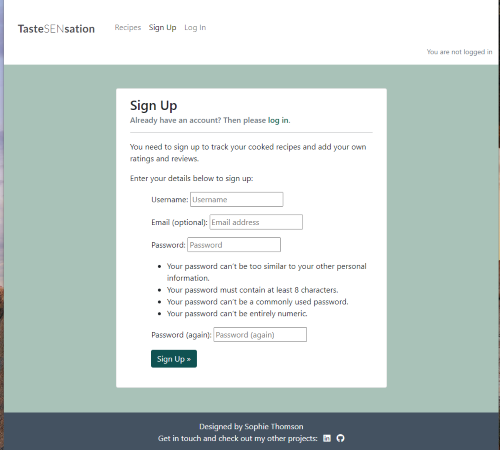 TasteSENsation Recipes Sign Up Log In
You are not logged in
Sign Up
Already have an account? Then please log in.
You need to sign up to track your cooked recipes and add your own
ratings and reviews.
Enter your details below to sign up:
Username: Username
Email (optional): Email address
Password: Password
Your password can't be too similar to your other personal
information.
Your password must contain at least 8 characters.
Your password can't be a commonly used password.
Your password can't be entirely numeric.
Password (again): Password (again)
Sign Up »
Designed by Sophie Thomson
Get in touch and check out my other projects: